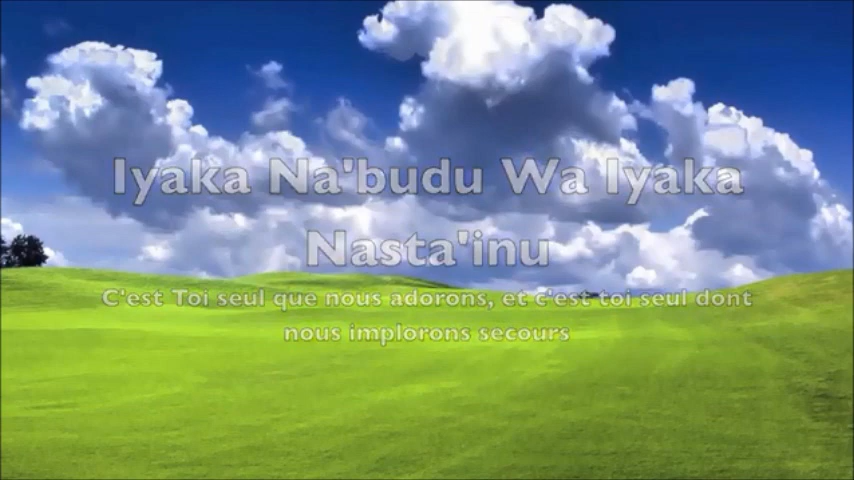 Iyaka Na'budu Wa Iyaka
Nasta'inu
C'est Toi seul que nous adorons, et c'est toi seul dont
nous implorons secours